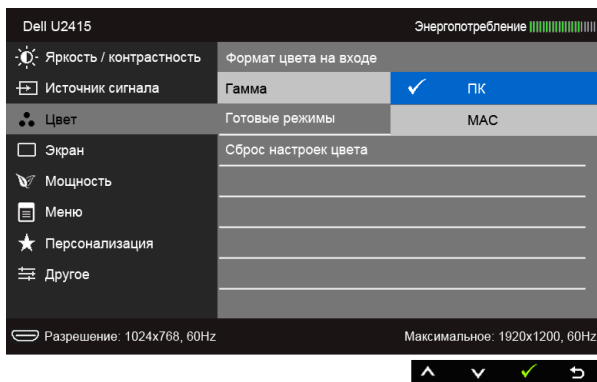 Dell U2415
Энергопотребление
Яркость / контрастность
Формат цвета на входе
Источник сигнала
Гамма
ПК
Цвет
Готовые режимы
MAC
Экран
Сброс настроек цвета
Мощность
Меню
Персонализация
Другое
Разрешение: 1024x768, 60Hz
Максимальное: 1920x1200, 60Hz